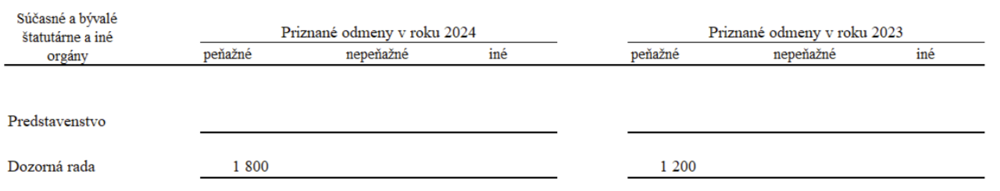 Súčasné a bývalé
štatutárne a iné
orgány
Priznané odmeny v roku 2024
Priznané odmeny v roku 2023
peňažné nepeňažné iné peňažné nepeňažné iné
Predstavenstvo
Dozorná rada 1 800 1 200